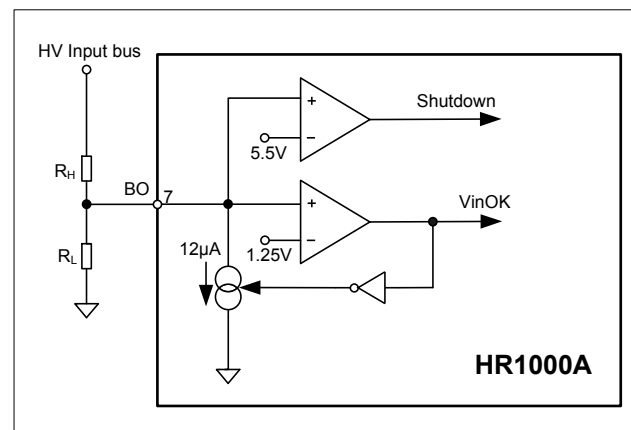 HV Input bus
Shutdown
5.5V
RH
BO
7
VinOK
1.25V
12µA
RL
HR1000A